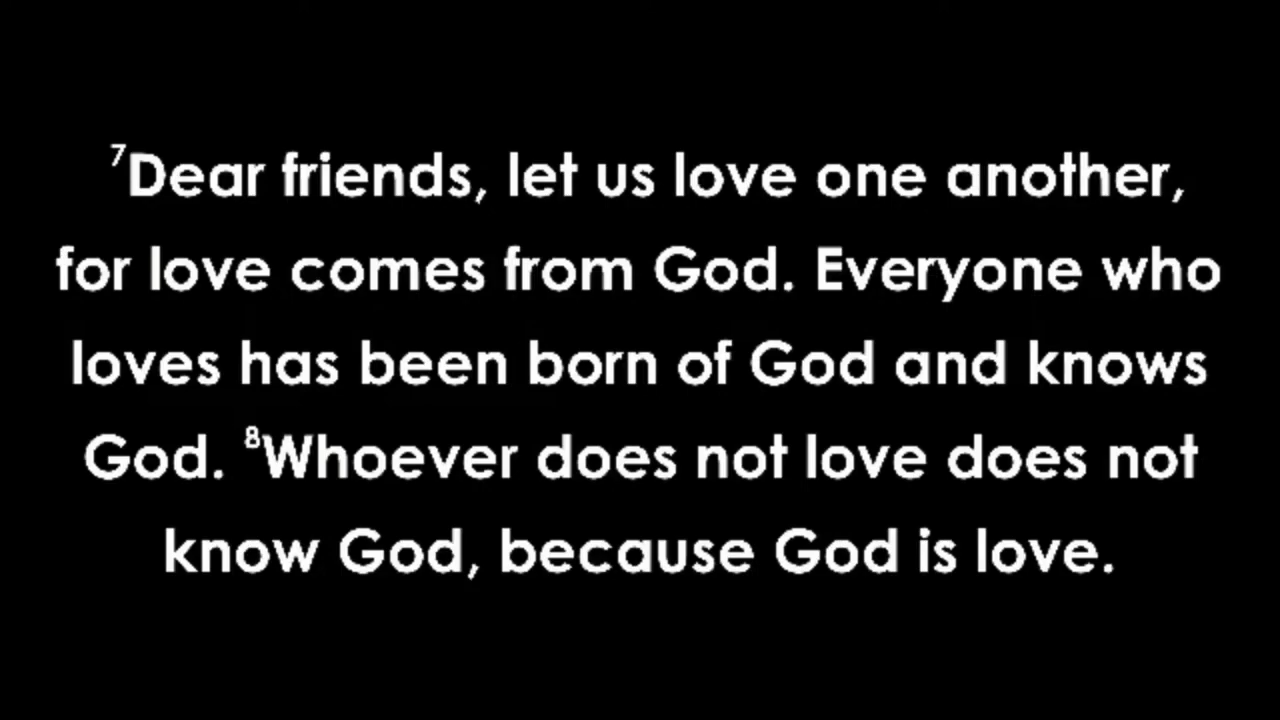 ⁷Dear friends, let us love one another,
for love comes from God. Everyone who
loves has been born of God and knows
God. ⁸Whoever does not love does not
know God, because God is love.